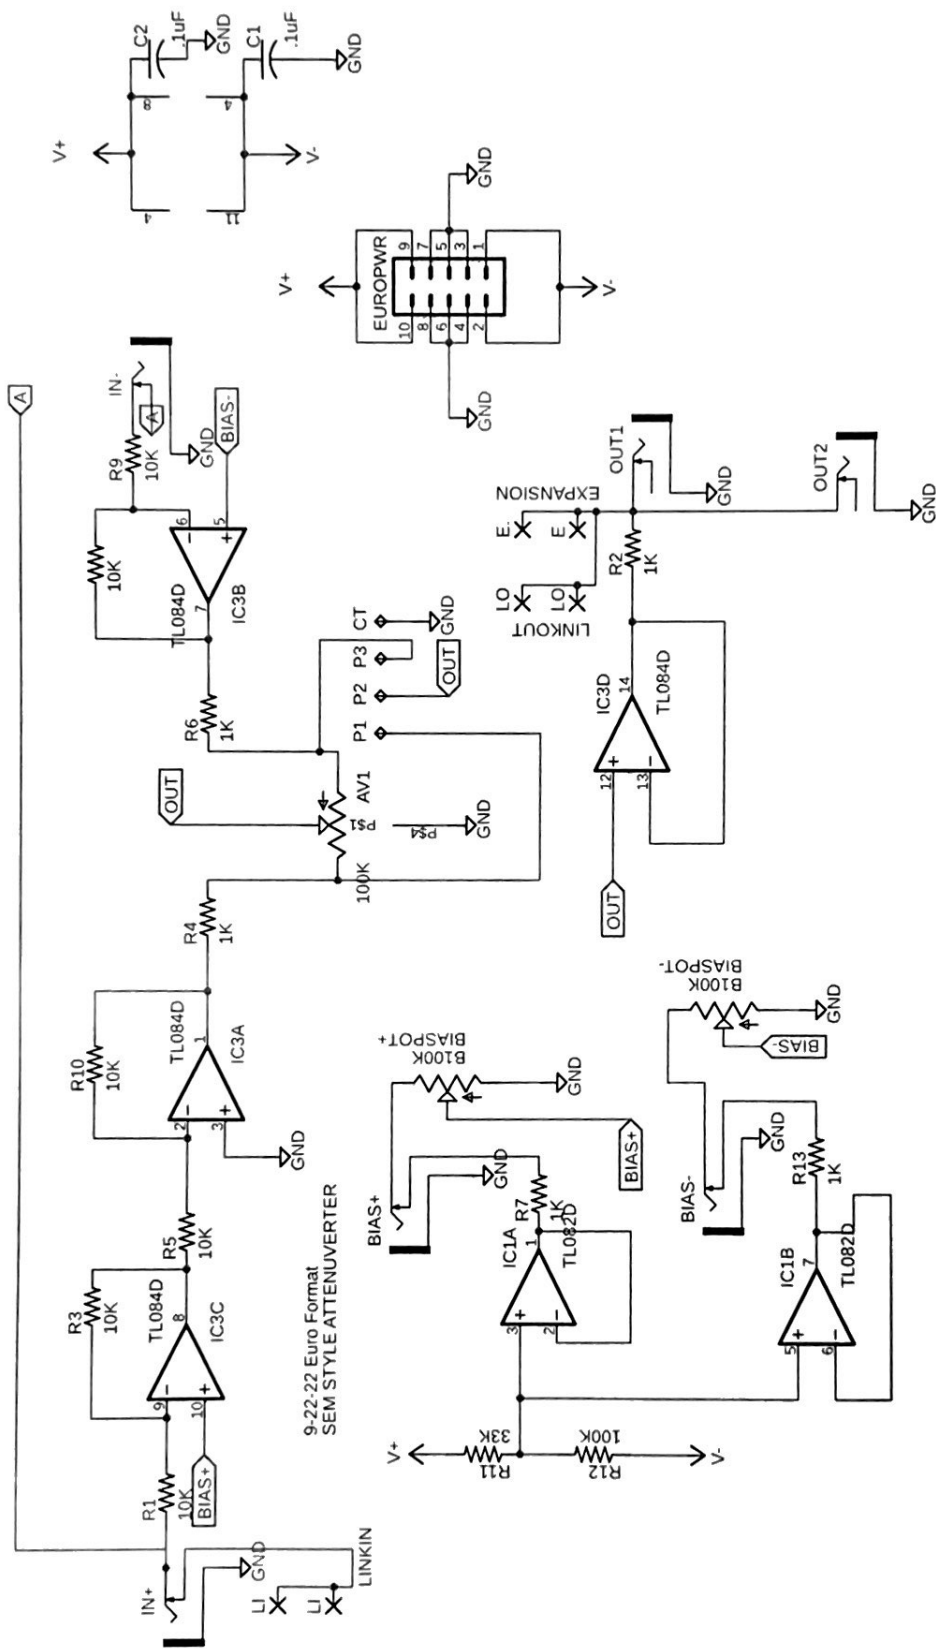 A
IN+
R1
10K
BIAS+
9
10
R3
10K
TL084D
8
IC3C
R5
10K
R10
10K
2
3
TL084D
1
IC3A
GND
R4
1K
OUT
100K
P$1
AV1
P$4
GND
R6
1K
10K
TL084D
7
IC3B
6
5
R9
10K
IN-
A
GND
BIAS-
P1
P2
P3
CT
OUT
GND
GND
LI
LI
LINKIN
9-22-22 Euro Format
SEM STYLE ATTENUVERTER
V+
4
8
C2
.1uF
GND
11
4
C1
.1uF
GND
V-
V+
EUROPWR
10
9
8
7
6
5
4
3
2
1
GND
GND
V-
V+
R11
33K
R12
100K
V-
IC1A
3
2
1
TL082D
R7
1K
BIAS+
GND
B100K
BIASPOT+
GND
BIAS+
IC1B
5
6
7
TL082D
R13
1K
BIAS-
GND
B100K
BIASPOT-
GND
BIAS-
OUT
12
13
IC3D
14
TL084D
R2
1K
LO
LO
LINKOUT
E.
E
EXPANSION
OUT1
GND
OUT2
GND